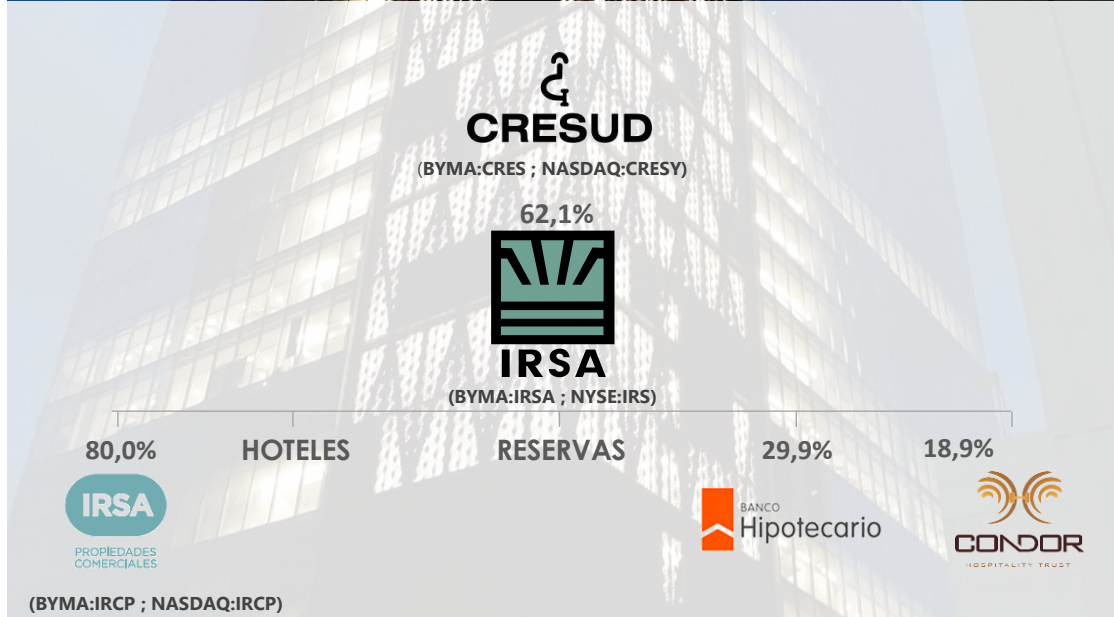 CRESUD
(BYMA:CRES ; NASDAQ:CRESY)
62,1%
IRSA
(BYMA:IRSA ; NYSE:IRS)
80,0%
HOTELES
RESERVAS
29,9%
18,9%
IRSA
PROPIEDADES
COMERCIALES
BANCO
Hipotecario
CONDOR
HOSPITALITY TRUST
(BYMA:IRCP ; NASDAQ:IRCP)